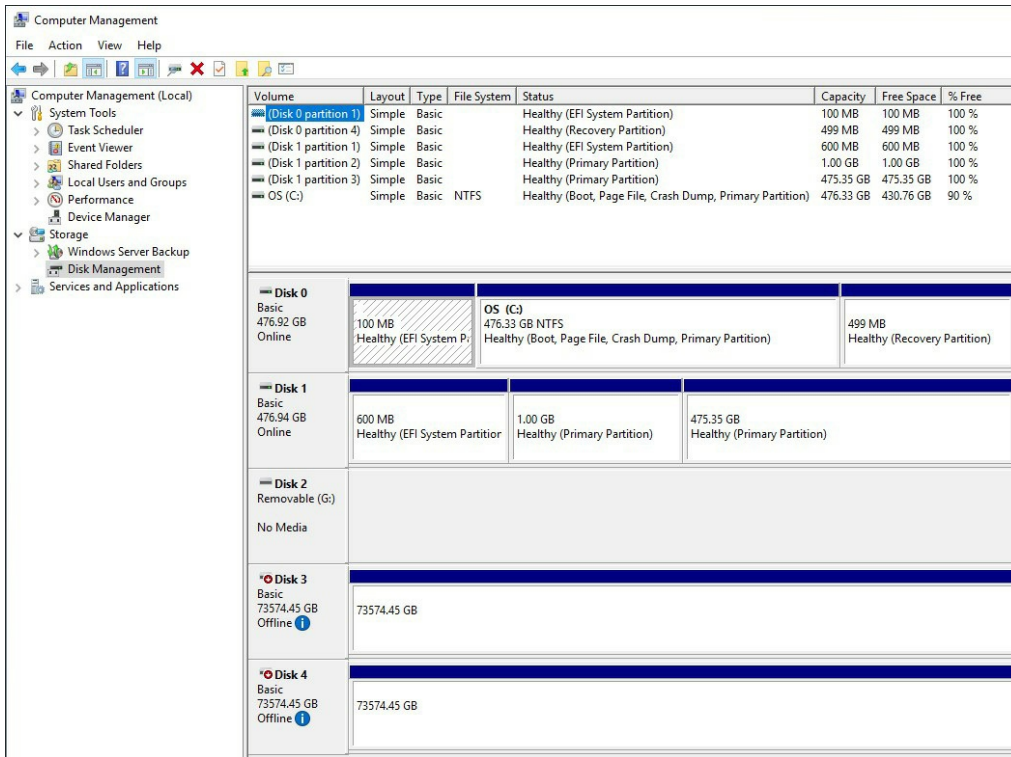 Computer Management
File Action View Help
Computer Management (Local)
System Tools
Task Scheduler
Event Viewer
Shared Folders
Local Users and Groups
Performance
Device Manager
Storage
Windows Server Backup
Disk Management
Services and Applications
Volume Layout Type File System Status Capacity Free Space % Free
(Disk 0 partition 1) Simple Basic Healthy (EFI System Partition) 100 MB 100 MB 100 %
(Disk 0 partition 4) Simple Basic Healthy (Recovery Partition) 499 MB 499 MB 100 %
(Disk 1 partition 1) Simple Basic Healthy (EFI System Partition) 600 MB 600 MB 100 %
(Disk 1 partition 2) Simple Basic Healthy (Primary Partition) 1.00 GB 1.00 GB 100 %
(Disk 1 partition 3) Simple Basic Healthy (Primary Partition) 475.35 GB 475.35 GB 100 %
OS (C:) Simple Basic NTFS Healthy (Boot, Page File, Crash Dump, Primary Partition) 476.33 GB 430.76 GB 90 %
Disk 0
Basic
476.92 GB
Online
100 MB
Healthy (EFI System P
OS (C:)
476.33 GB NTFS
Healthy (Boot, Page File, Crash Dump, Primary Partition)
499 MB
Healthy (Recovery Partition)
Disk 1
Basic
476.94 GB
Online
600 MB
Healthy (EFI System Partitior
1.00 GB
Healthy (Primary Partition)
475.35 GB
Healthy (Primary Partition)
Disk 2
Removable (G:)
No Media
Disk 3
Basic
73574.45 GB
Offline
73574.45 GB
Disk 4
Basic
73574.45 GB
Offline
73574.45 GB